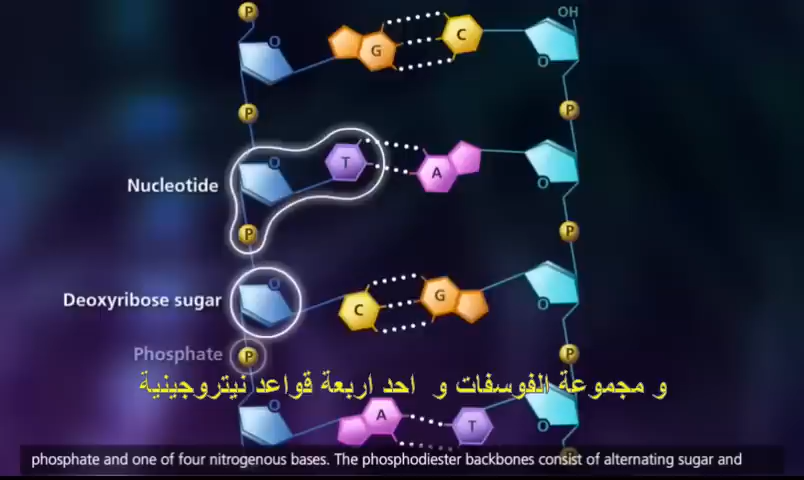 P
OH
O
G
C
O
P
P
Nucleotide
O
T
A
O
P
P
Deoxyribose sugar
O
C
G
O
Phosphate
P
P
و مجموعة الفوسفات و احد اربعة قواعد نيتروجينية
O
A
T
O
phosphate and one of four nitrogenous bases. The phosphodiester backbones consist of alternating sugar and